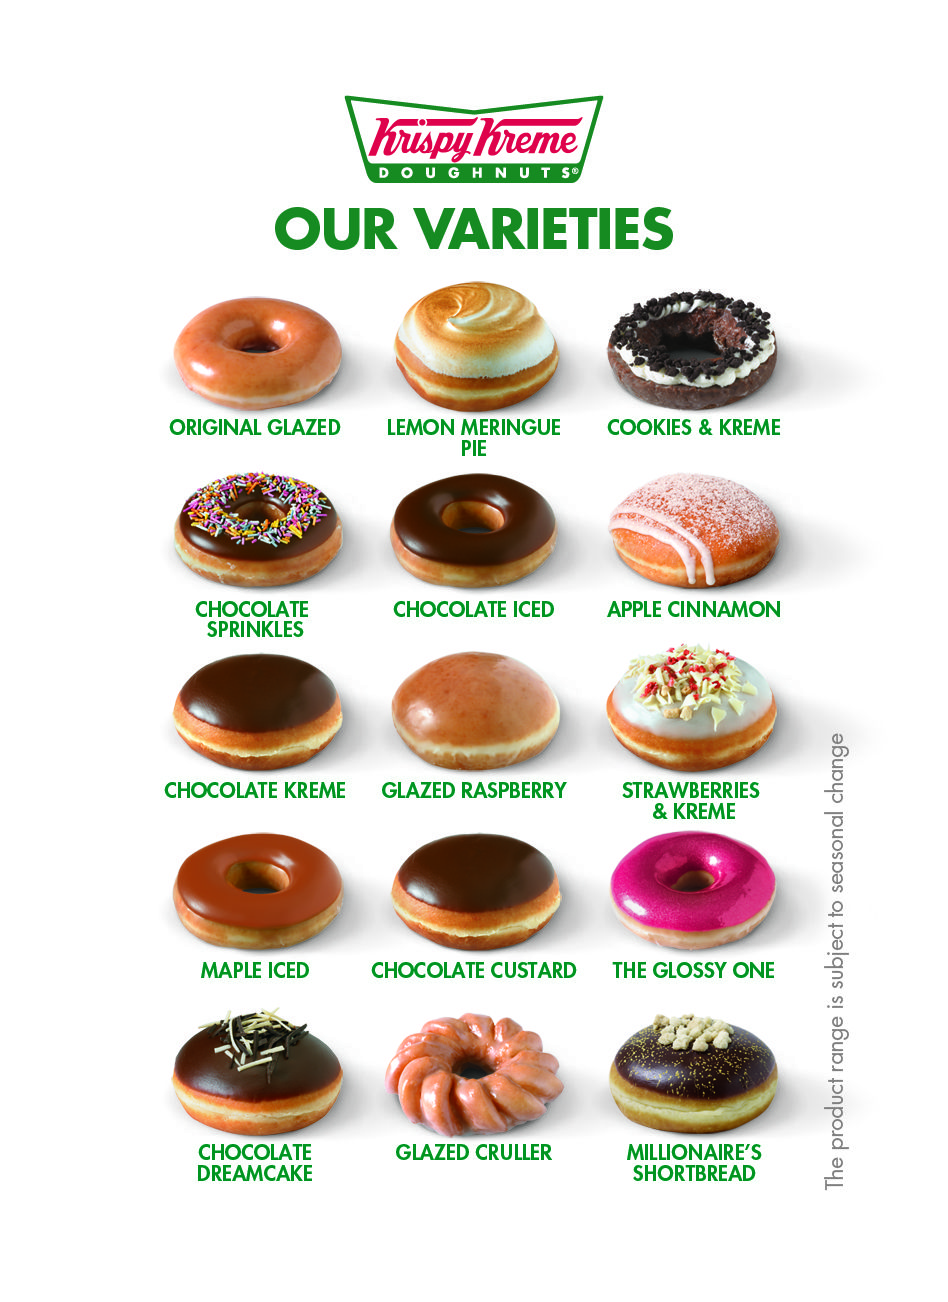 Krispy Kreme
DOUGHNUTS®
OUR VARIETIES
ORIGINAL GLAZED
LEMON MERINGUE
PIE
COOKIES & KREME
CHOCOLATE
SPRINKLES
CHOCOLATE ICED
APPLE CINNAMON
CHOCOLATE KREME
GLAZED RASPBERRY
STRAWBERRIES
& KREME
MAPLE ICED
CHOCOLATE CUSTARD
THE GLOSSY ONE
CHOCOLATE
DREAMCAKE
GLAZED CRULLER
MILLIONAIRE’S
SHORTBREAD
The product range is subject to seasonal change